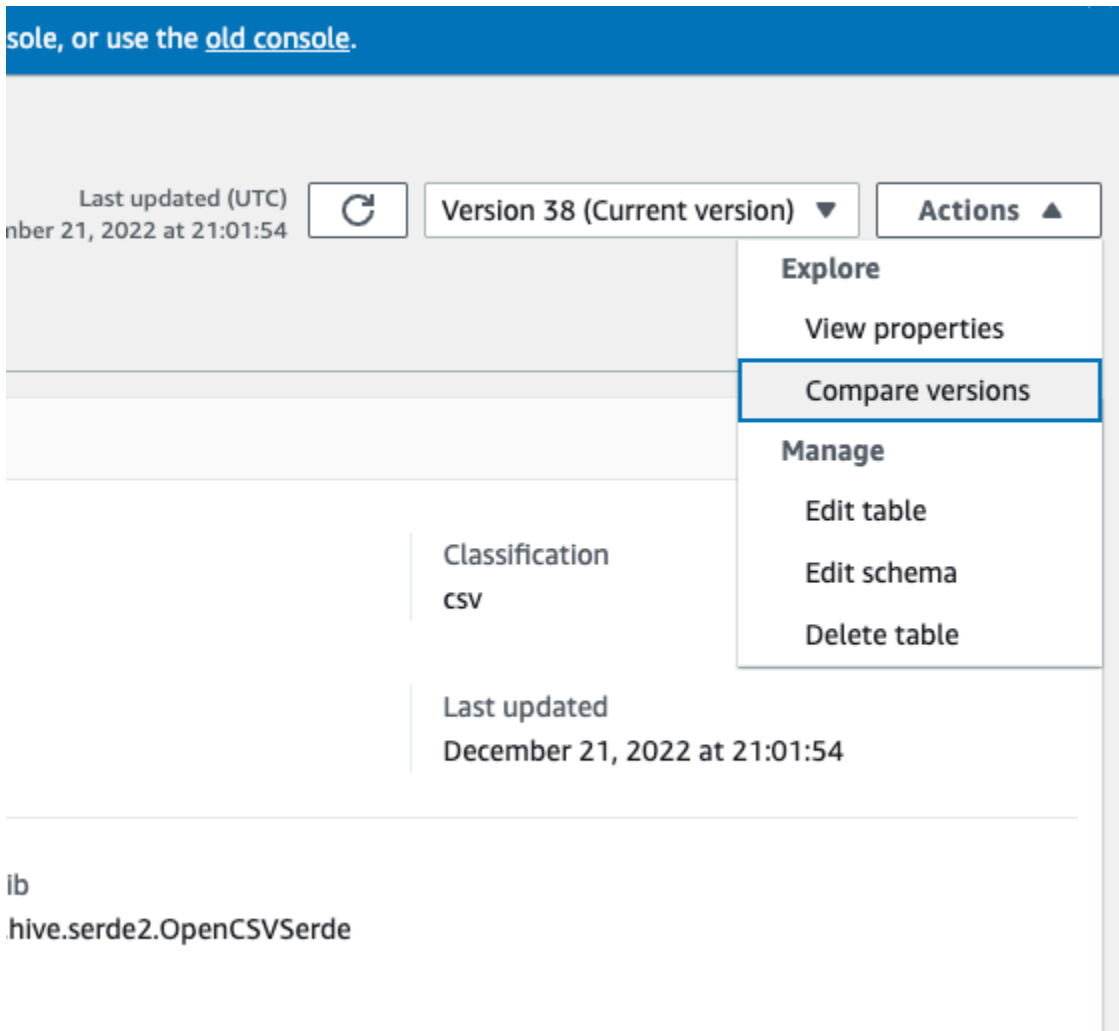 sole, or use the old console.
Last updated (UTC)
mber 21, 2022 at 21:01:54
Version 38 (Current version)
Actions
Explore
View properties
Compare versions
Manage
Edit table
Edit schema
Delete table
Classification
csv
Last updated
December 21, 2022 at 21:01:54
ib
.hive.serde2.OpenCSVSerde